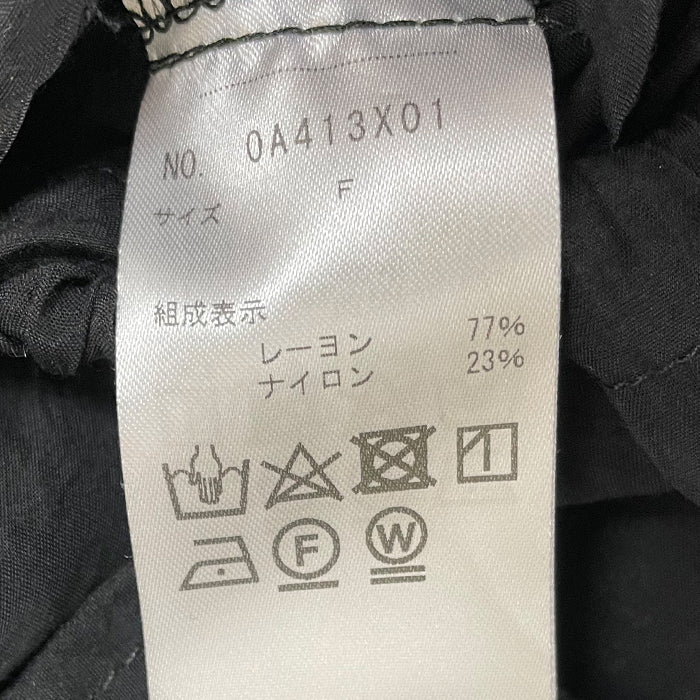 NO. 0A413X01
サイズ F
組成表示
レーヨン 77%
ナイロン 23%
F W